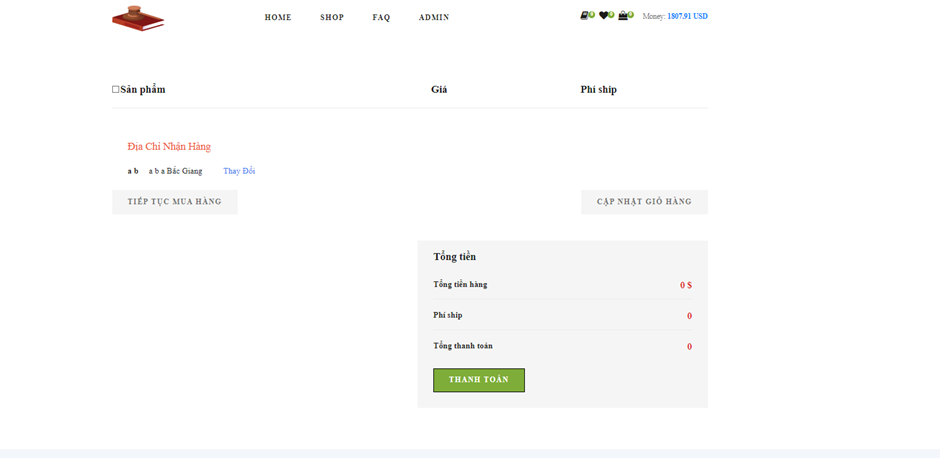 HOME SHOP FAQ ADMIN 0 0 0 Money: 1807.91 USD
Sản phẩm Giá Phí ship
Địa Chỉ Nhận Hàng
a b a b a Bắc Giang Thay Đổi
TIẾP TỤC MUA HÀNG CẬP NHẬT GIỎ HÀNG
Tổng tiền
Tổng tiền hàng 0 $
Phí ship 0
Tổng thanh toán 0
THANH TOÁN